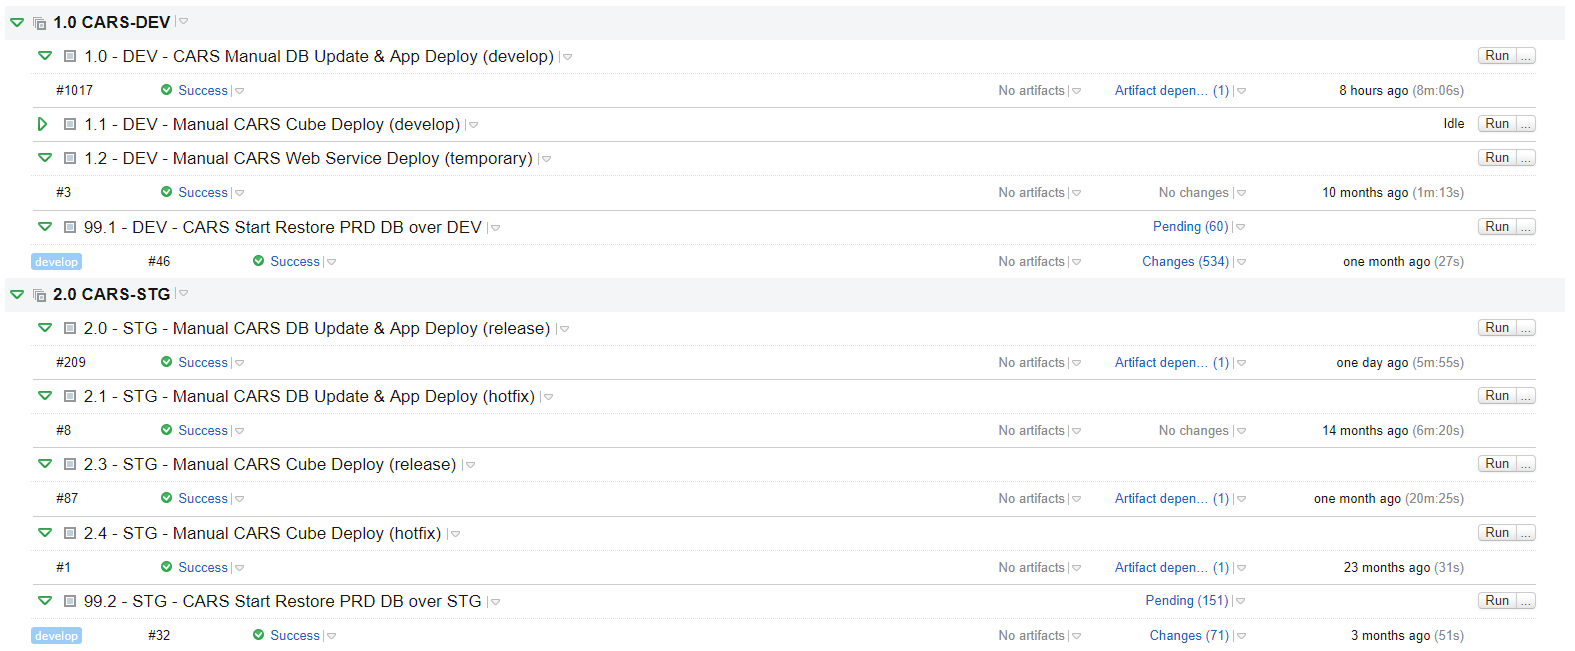 1.0 CARS-DEV
1.0 - DEV - CARS Manual DB Update & App Deploy (develop) Run ...
#1017 Success No artifacts Artifact depen... (1) 8 hours ago (8m:06s)
1.1 - DEV - Manual CARS Cube Deploy (develop) Idle Run ...
1.2 - DEV - Manual CARS Web Service Deploy (temporary) Run ...
#3 Success No artifacts No changes 10 months ago (1m:13s)
99.1 - DEV - CARS Start Restore PRD DB over DEV Pending (60) Run ...
develop #46 Success No artifacts Changes (534) one month ago (27s)
2.0 CARS-STG
2.0 - STG - Manual CARS DB Update & App Deploy (release) Run ...
#209 Success No artifacts Artifact depen... (1) one day ago (5m:55s)
2.1 - STG - Manual CARS DB Update & App Deploy (hotfix) Run ...
#8 Success No artifacts No changes 14 months ago (6m:20s)
2.3 - STG - Manual CARS Cube Deploy (release) Run ...
#87 Success No artifacts Artifact depen... (1) one month ago (20m:25s)
2.4 - STG - Manual CARS Cube Deploy (hotfix) Run ...
#1 Success No artifacts Artifact depen... (1) 23 months ago (31s)
99.2 - STG - CARS Start Restore PRD DB over STG Pending (151) Run ...
develop #32 Success No artifacts Changes (71) 3 months ago (51s)